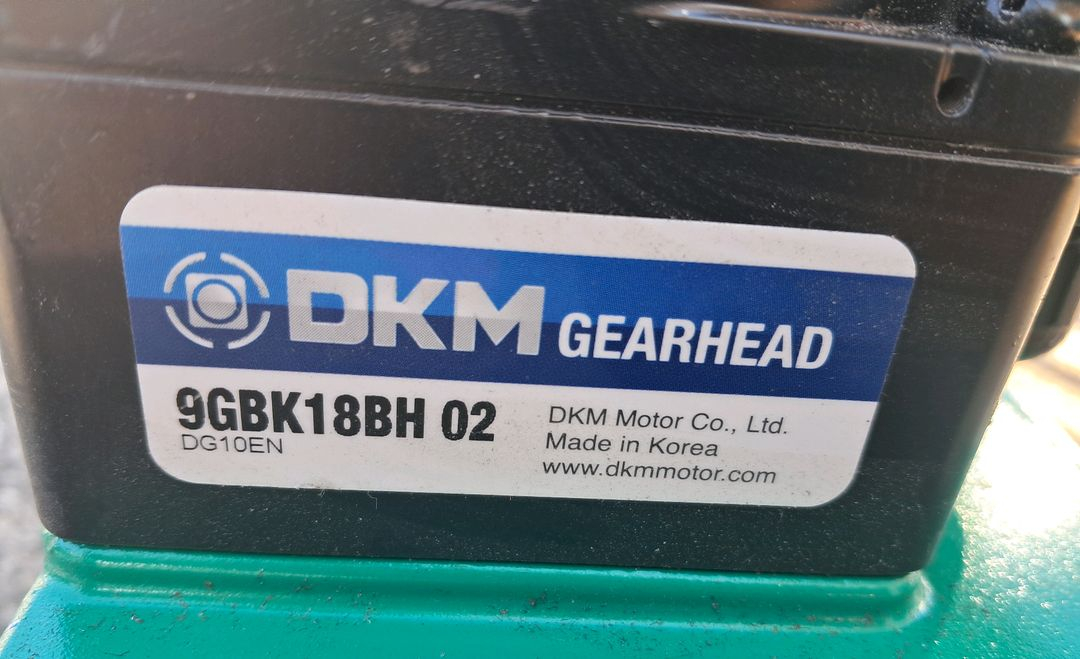 DKM GEARHEAD
9GBK18BH 02
DG10EN
DKM Motor Co., Ltd.
Made in Korea
www.dkmmotor.com